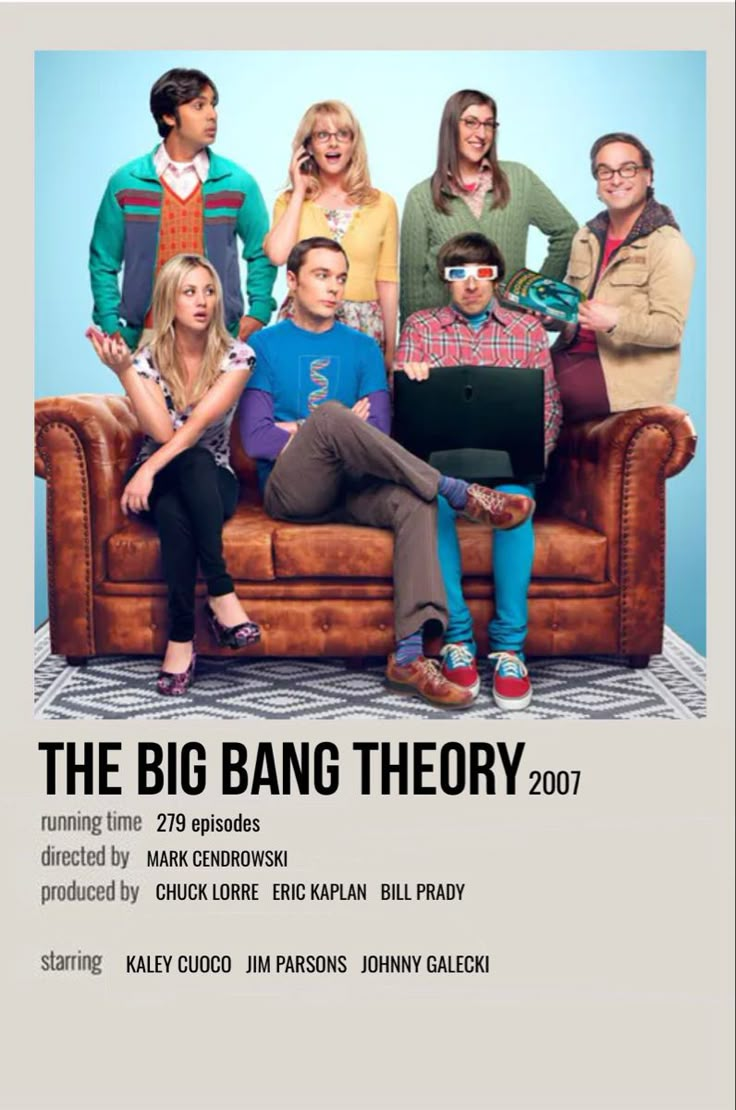 THE BIG BANG THEORY 2007
running time 279 episodes
directed by MARK CENDROWSKI
produced by CHUCK LORRE ERIC KAPLAN BILL PRADY
starring KALEY CUOCO JIM PARSONS JOHNNY GALECKI